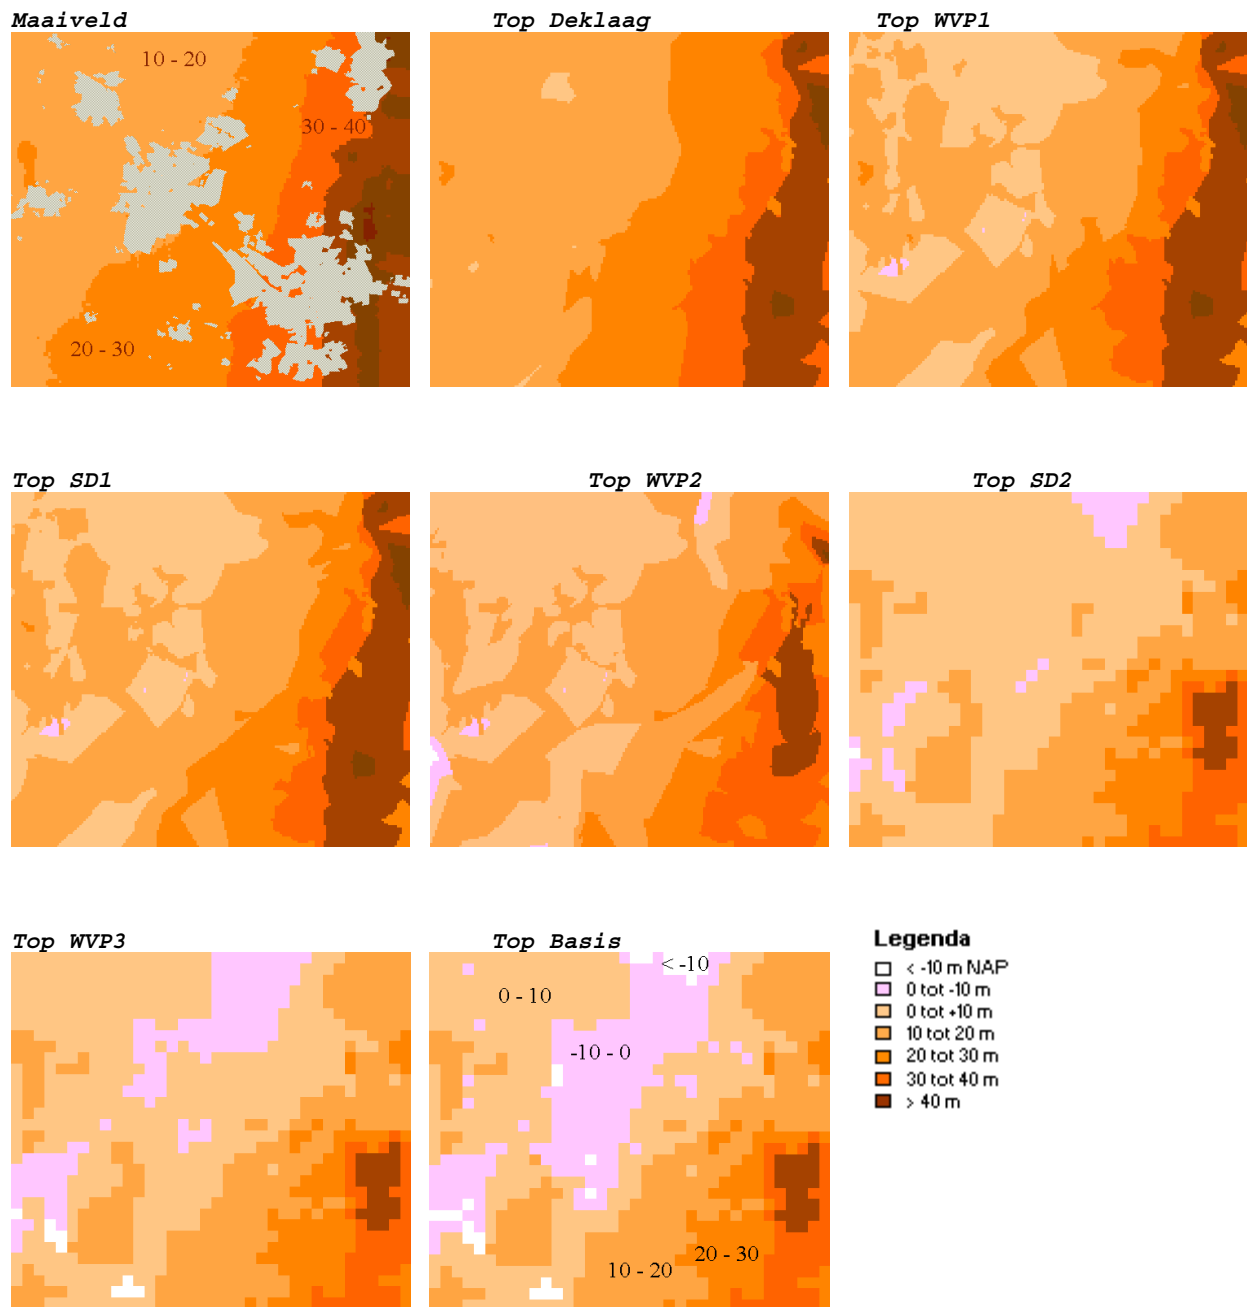 Maaiveld
Top Deklaag
Top WVP1
10 - 20
30 - 40
20 - 30
Top SD1
Top WVP2
Top SD2
Top WVP3
Top Basis
< -10
0 - 10
-10 - 0
20 - 30
10 - 20
Legenda
< -10 m NAP
0 tot -10 m
0 tot +10 m
10 tot 20 m
20 tot 30 m
30 tot 40 m
> 40 m